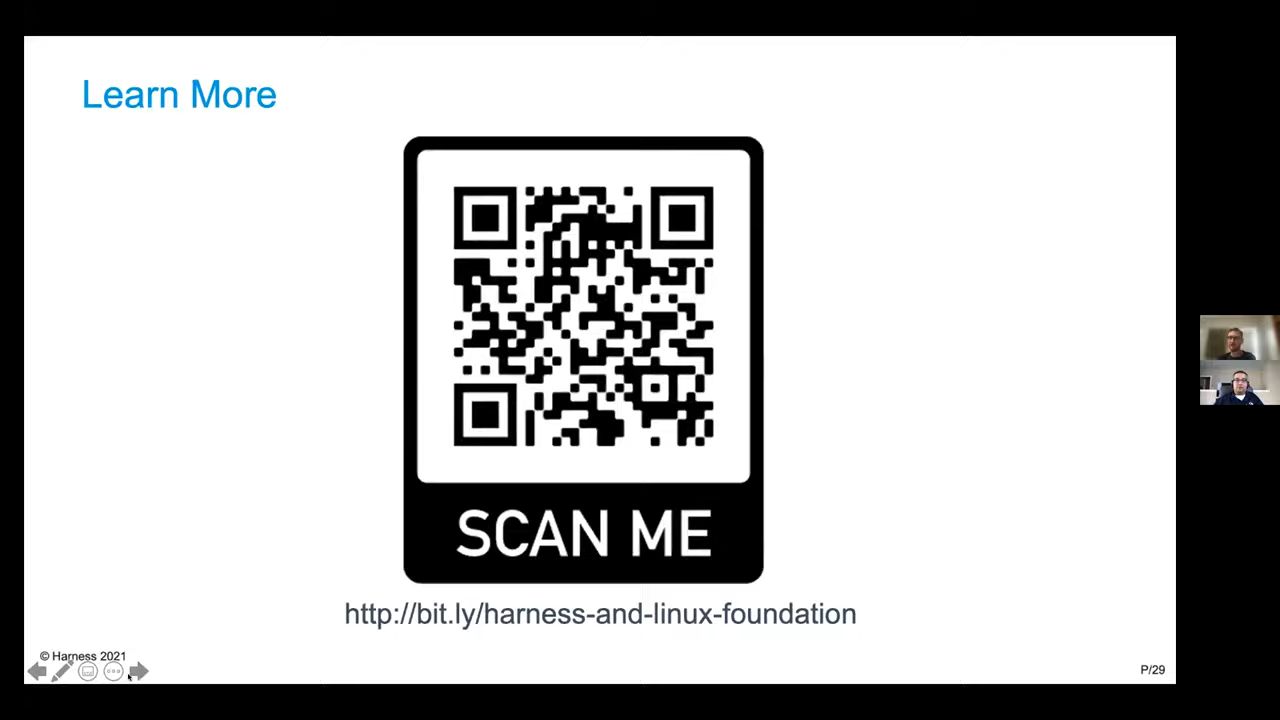 Learn More
SCAN ME
http://bit.ly/harness-and-linux-foundation
© Harness 2021
P/29